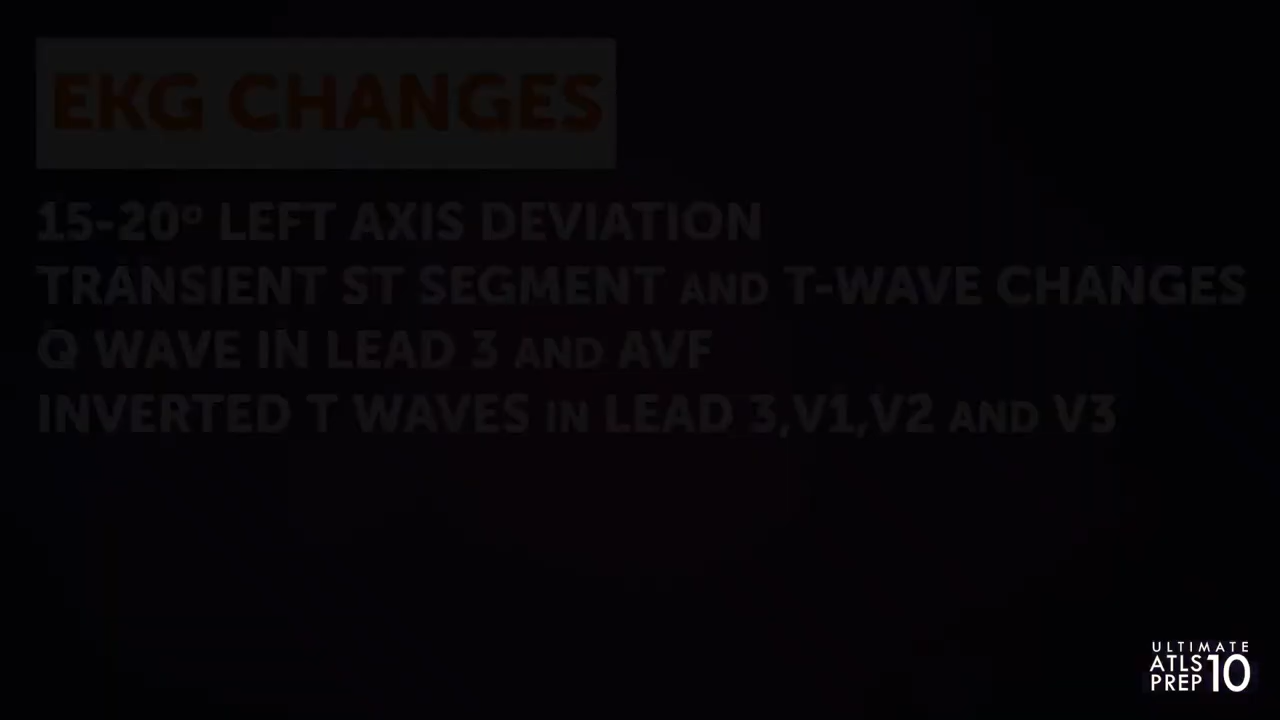 EKG CHANGES
15-20° LEFT AXIS DEVIATION
TRANSIENT ST SEGMENT AND T-WAVE CHANGES
Q WAVE IN LEAD 3 AND AVF
INVERTED T WAVES IN LEAD 3,V1,V2 AND V3
ULTIMATE
ATLS
PREP 10